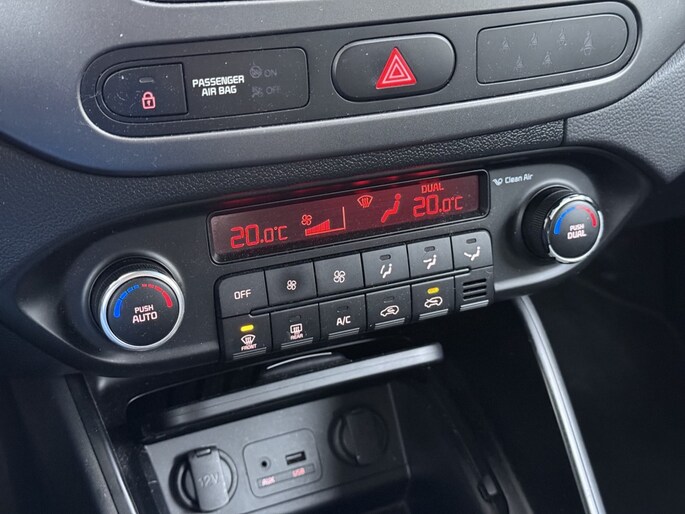 PASSENGER
AIR BAG
ON
OFF
Clean Air
DUAL
20.0°C
20.0°C
PUSH
DUAL
PUSH
AUTO
OFF
FRONT
REAR
A/C
12V
AUX
USB